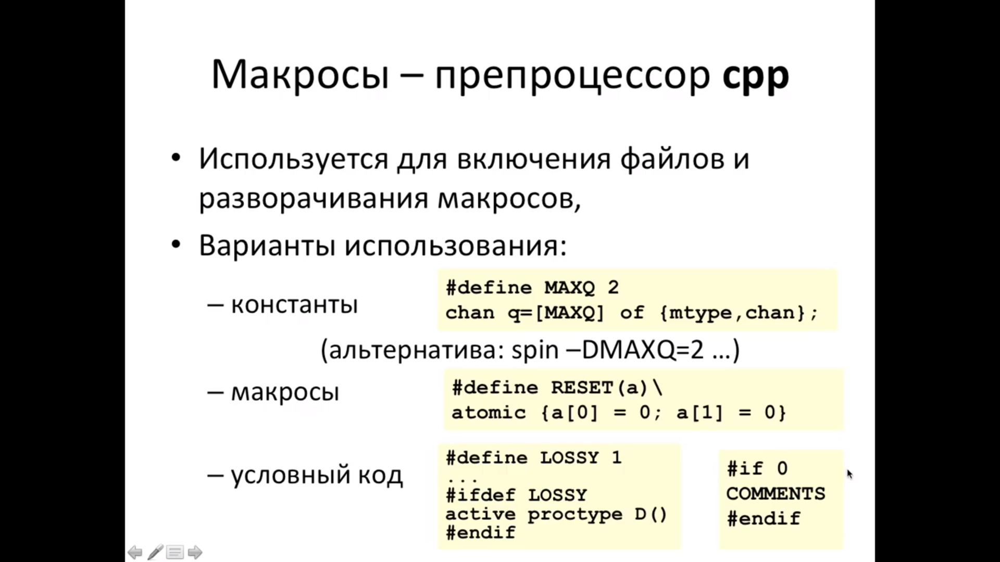 Макросы – препроцессор cpp
• Используется для включения файлов и
разворачивания макросов,
• Варианты использования:
– константы
#define MAXQ 2
chan q=[MAXQ] of {mtype,chan};
(альтернатива: spin –DMAXQ=2 …)
– макросы
#define RESET(a)\
atomic {a[0] = 0; a[1] = 0}
– условный код
#define LOSSY 1
...
#ifdef LOSSY
active proctype D()
#endif
#if 0
COMMENTS
#endif